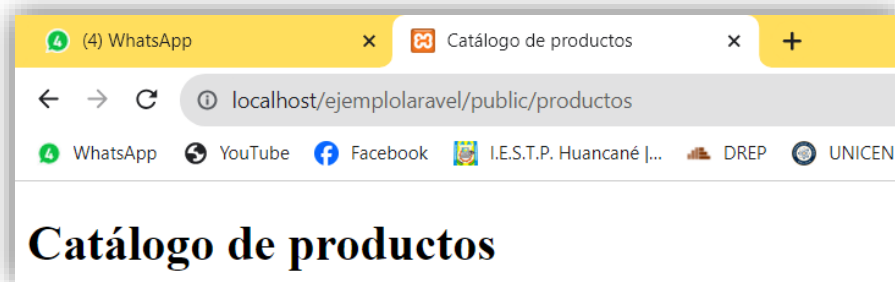 (4) WhatsApp Catálogo de productos
localhost/ejemplolaravel/public/productos
WhatsApp YouTube Facebook I.E.S.T.P. Huancané |... DREP UNICEN
Catálogo de productos